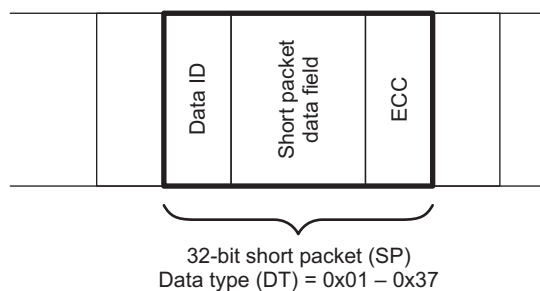 Data ID
Short packet
data field
ECC
32-bit short packet (SP)
Data type (DT) = 0x01 – 0x37